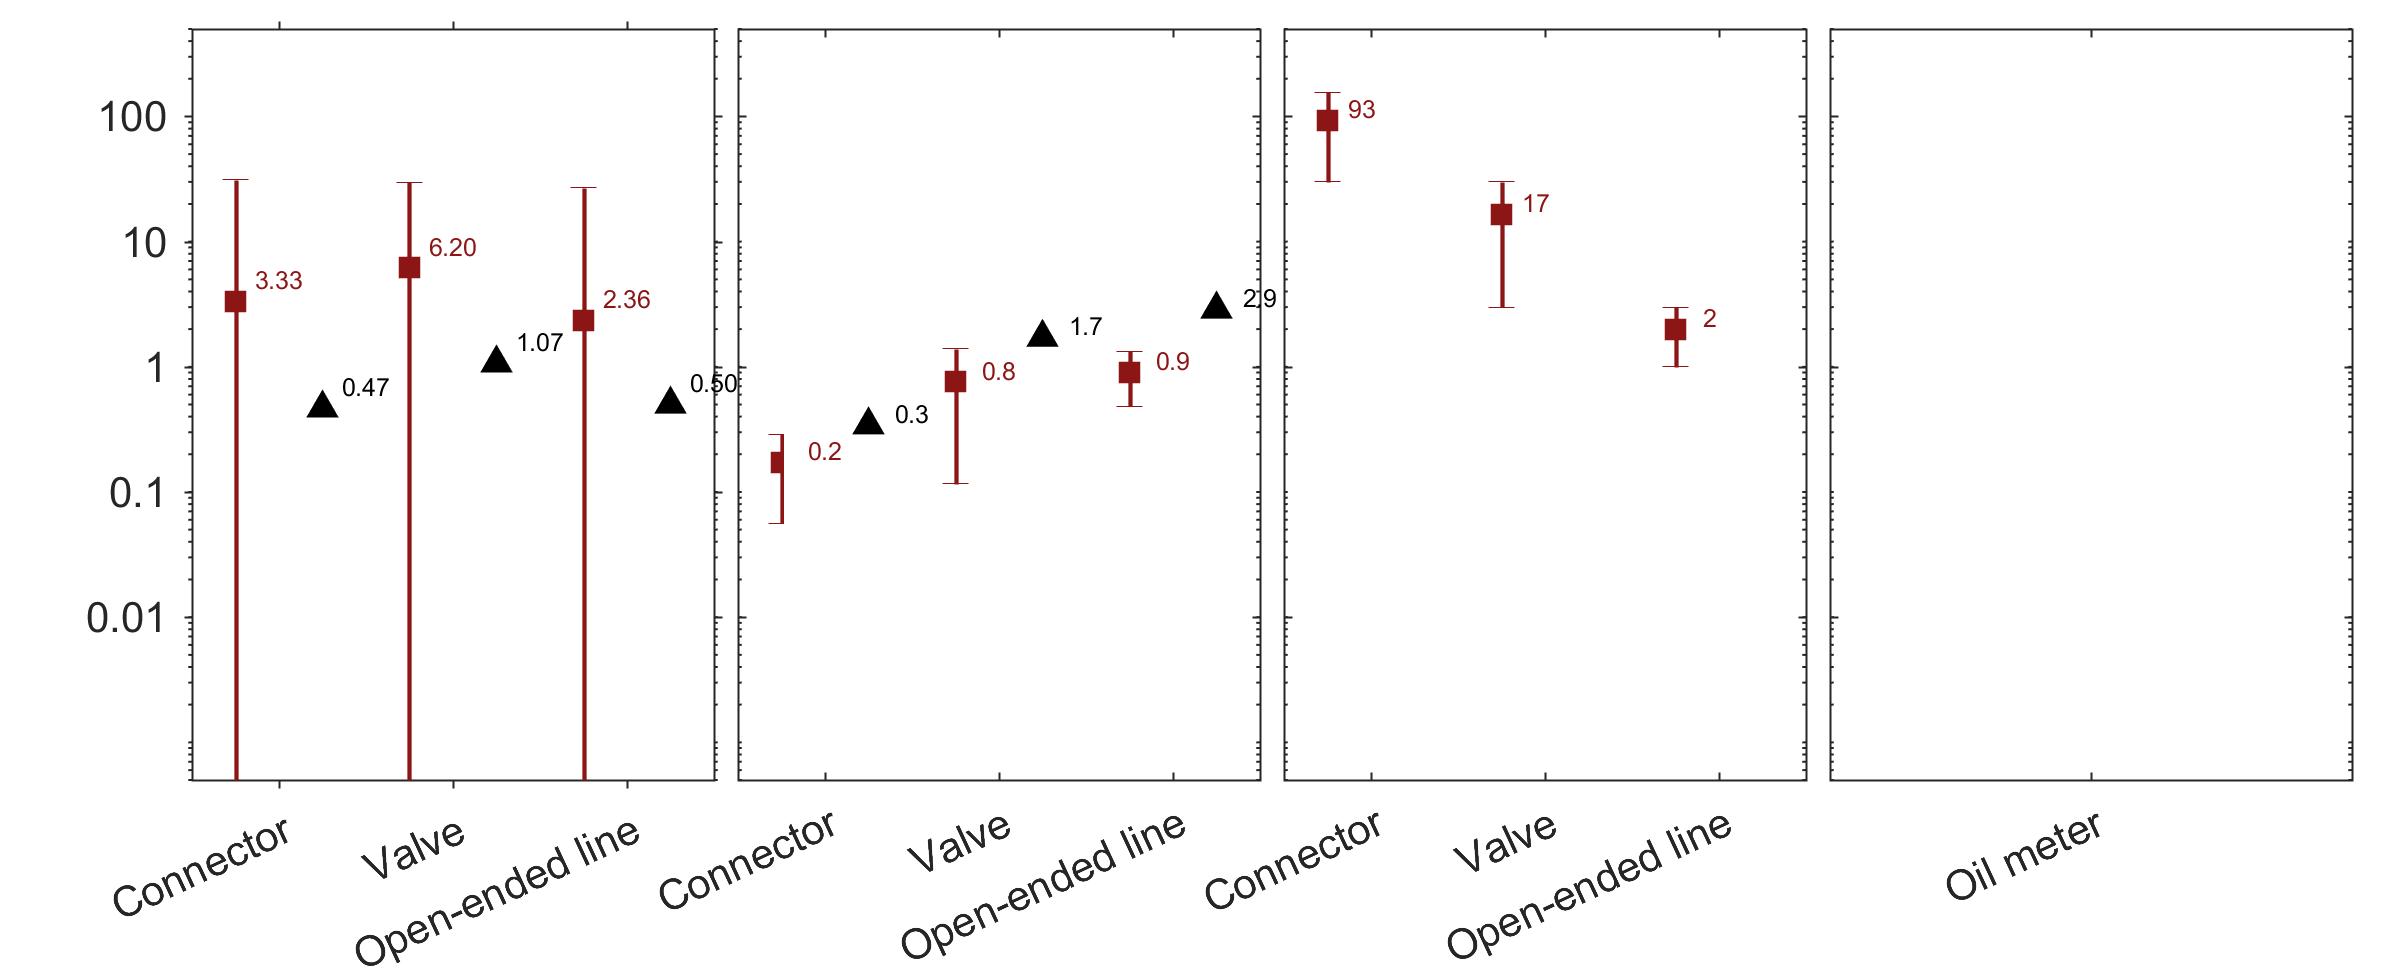 100
10
1
0.1
0.01
3.33
0.47
6.20
1.07
2.36
0.50
0.2
0.3
0.8
1.7
0.9
2.9
93
17
2
Connector
Valve
Open-ended line
Connector
Valve
Open-ended line
Connector
Valve
Open-ended line
Oil meter